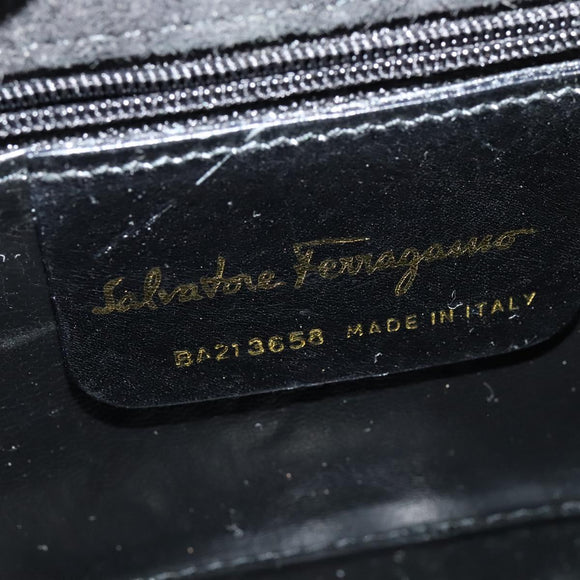 Salvatore Ferragamo
BA213658 MADE IN ITALY